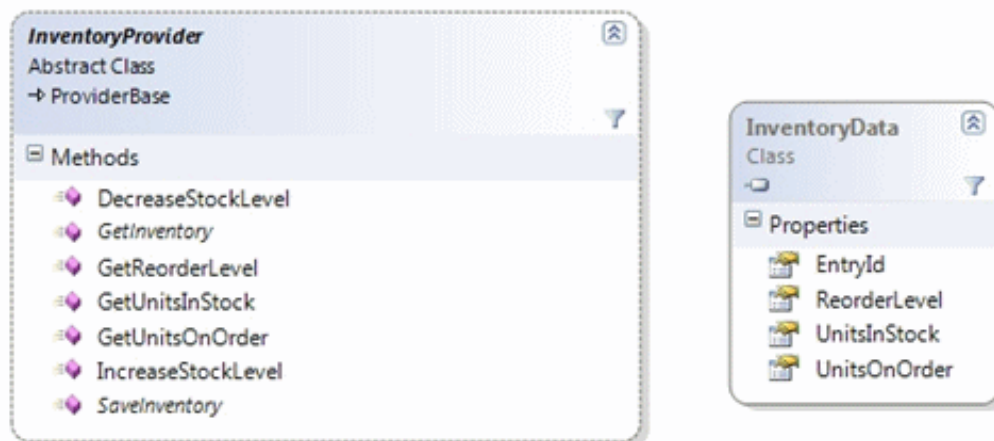 InventoryProvider
Abstract Class
ProviderBase
Methods
DecreaseStockLevel
GetInventory
GetReorderLevel
GetUnitsInStock
GetUnitsOnOrder
IncreaseStockLevel
SaveInventory
InventoryData
Class
Properties
EntryId
ReorderLevel
UnitsInStock
UnitsOnOrder